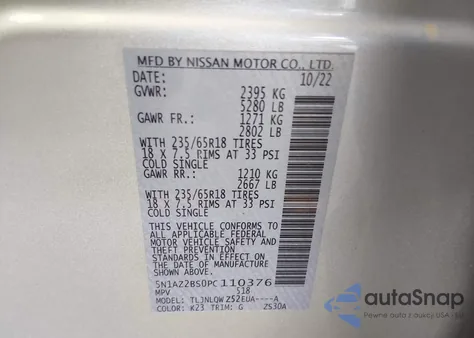 MFD BY NISSAN MOTOR CO., LTD.
DATE: 10/22
GVWR: 2395 KG
5280 LB
GAWR FR.: 1271 KG
2802 LB
WITH 235/65R18 TIRES
18 X 7.5 RIMS AT 33 PSI
COLD SINGLE
GAWR RR.: 1210 KG
2667 LB
WITH 235/65R18 TIRES
18 X 7.5 RIMS AT 33 PSI
COLD SINGLE
THIS VEHICLE CONFORMS
TO ALL APPLICABLE FEDERAL
MOTOR VEHICLE SAFETY AND
THEFT PREVENTION
STANDARDS IN EFFECT ON
THE DATE OF MANUFACTURE
SHOWN ABOVE.
5N1AZ2BS0PC110376
MPV S18
COLOR: K23 TRIM: G ZS30A
autoSnap
www.autosnap.com